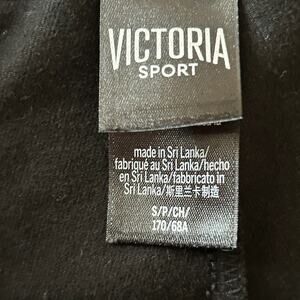 VICTORIA
SPORT
made in Sri Lanka/
fabriqué au Sri Lanka/hecho
en Sri Lanka/fabbricato in
Sri Lanka/斯里兰卡制造
S/P/CH/
170/68A